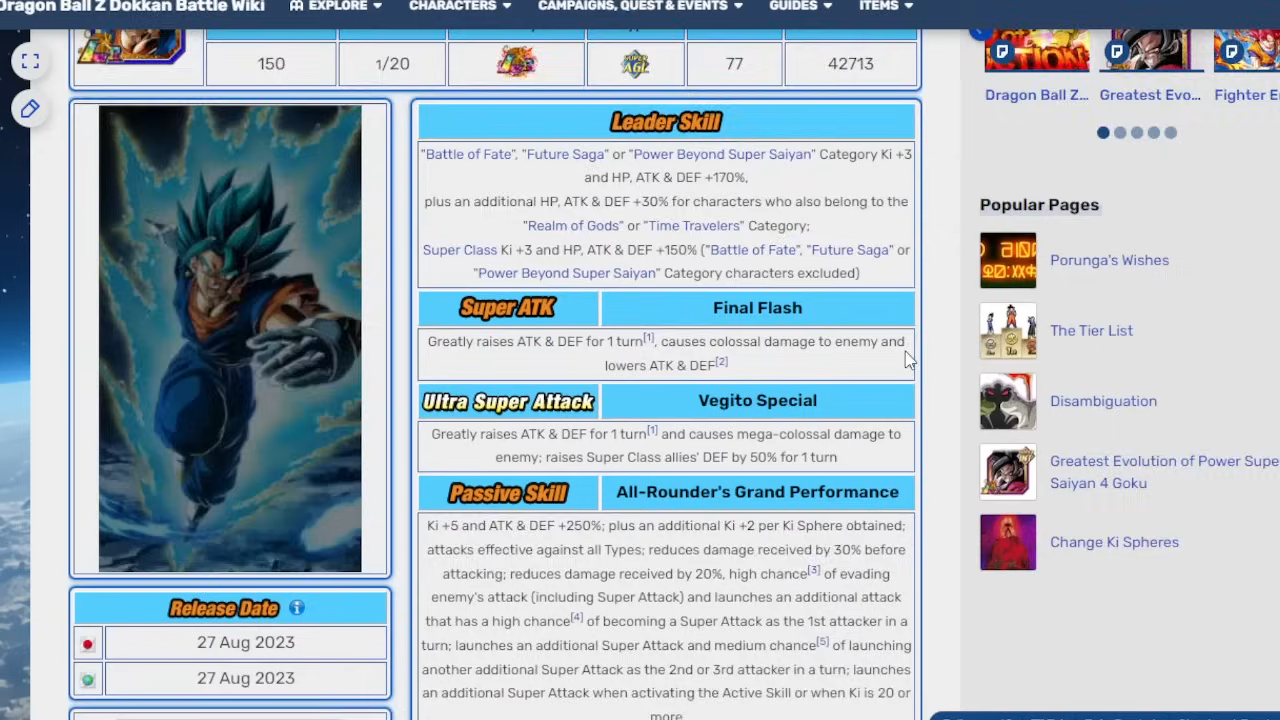 Dragon Ball Z Dokkan Battle Wiki
EXPLORE
CHARACTERS
CAMPAIGNS, QUEST & EVENTS
GUIDES
ITEMS
150
1/20
SUPER AGL
77
42713
Leader Skill
"Battle of Fate", "Future Saga" or "Power Beyond Super Saiyan" Category Ki +3
and HP, ATK & DEF +170%,
plus an additional HP, ATK & DEF +30% for characters who also belong to the
"Realm of Gods" or "Time Travelers" Category;
Super Class Ki +3 and HP, ATK & DEF +150% ("Battle of Fate", "Future Saga" or
"Power Beyond Super Saiyan" Category characters excluded)
Super ATK
Final Flash
Greatly raises ATK & DEF for 1 turn[1], causes colossal damage to enemy and
lowers ATK & DEF[2]
Ultra Super Attack
Vegito Special
Greatly raises ATK & DEF for 1 turn[1] and causes mega-colossal damage to
enemy; raises Super Class allies' DEF by 50% for 1 turn
Passive Skill
All-Rounder's Grand Performance
Ki +5 and ATK & DEF +250%; plus an additional Ki +2 per Ki Sphere obtained;
attacks effective against all Types; reduces damage received by 30% before
attacking; reduces damage received by 20%, high chance[3] of evading
enemy's attack (including Super Attack) and launches an additional attack
that has a high chance[4] of becoming a Super Attack as the 1st attacker in a
turn; launches an additional Super Attack and medium chance[5] of launching
another additional Super Attack as the 2nd or 3rd attacker in a turn; launches
an additional Super Attack when activating the Active Skill or when Ki is 20 or
more
Release Date
27 Aug 2023
27 Aug 2023
Dragon Ball Z...
Greatest Evo...
Fighter E
Popular Pages
Porunga's Wishes
The Tier List
Disambiguation
Greatest Evolution of Power Supe
Saiyan 4 Goku
Change Ki Spheres